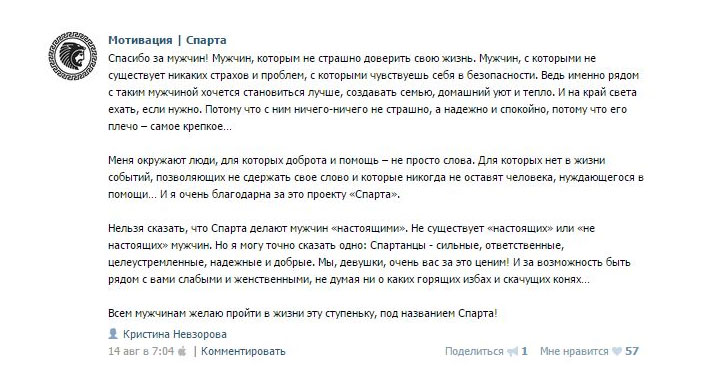 Мотивация | Спарта
Спасибо за мужчин! Мужчин, которым не страшно доверить свою жизнь. Мужчин, с которыми не
существует никаких страхов и проблем, с которыми чувствуешь себя в безопасности. Ведь именно рядом
с таким мужчиной хочется становиться лучше, создавать семью, домашний уют и тепло. И на край света
ехать, если нужно. Потому что с ним ничего-ничего не страшно, а надежно и спокойно, потому что его
плечо – самое крепкое…
Меня окружают люди, для которых доброта и помощь – не просто слова. Для которых нет в жизни
событий, позволяющих не сдержать свое слово и которые никогда не оставят человека, нуждающегося в
помощи… И я очень благодарна за это проекту «Спарта».
Нельзя сказать, что Спарта делают мужчин «настоящими». Не существует «настоящих» или «не
настоящих» мужчин. Но я могу точно сказать одно: Спартанцы - сильные, ответственные,
целеустремленные, надежные и добрые. Мы, девушки, очень вас за это ценим! И за возможность быть
рядом с вами слабыми и женственными, не думая ни о каких горящих избах и скачущих конях…
Всем мужчинам желаю пройти в жизни эту ступеньку, под названием Спарта!
Кристина Невзорова
14 авг в 7:04 | Комментировать Поделиться 1 Мне нравится 57